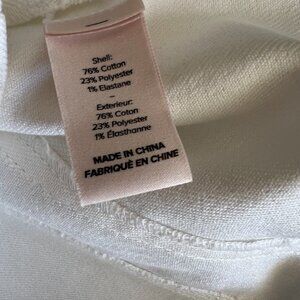 Shell:
76% Cotton
23% Polyester
1% Elastane
–
Exterieur:
76% Coton
23% Polyester
1% Élasthanne
MADE IN CHINA
FABRIQUÉ EN CHINE